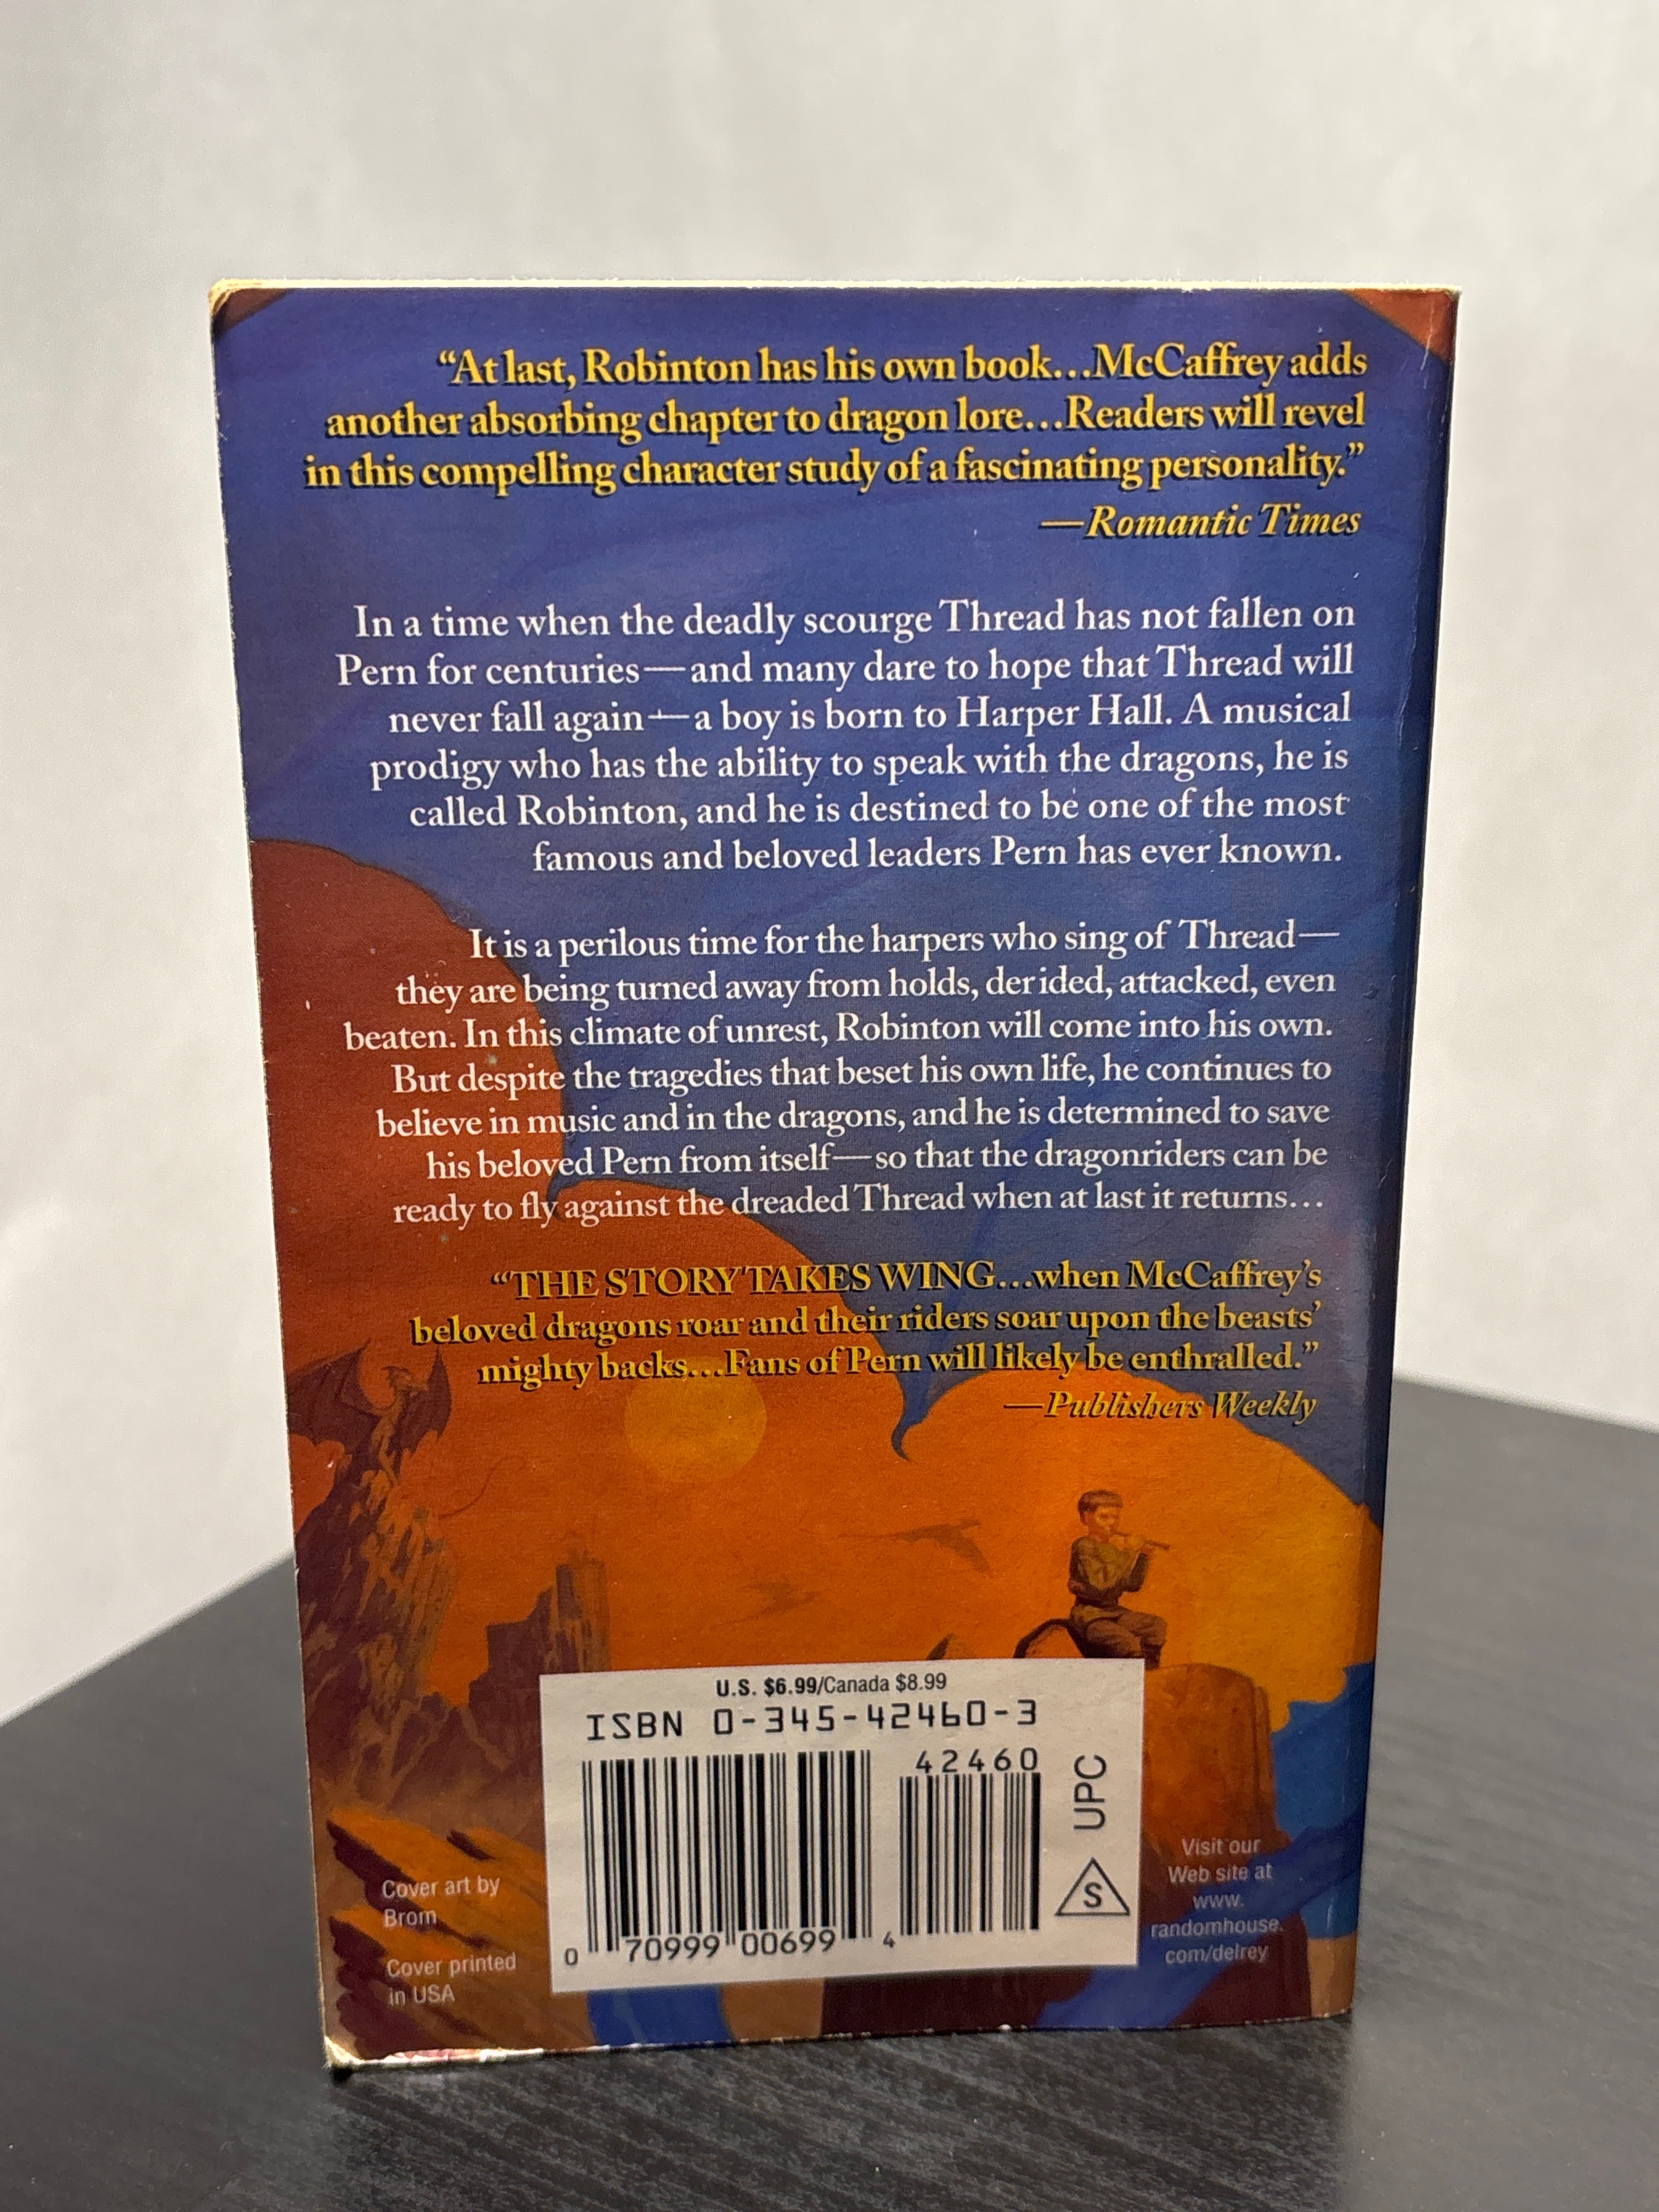 “At last, Robinton has his own book...McCaffrey adds
another absorbing chapter to dragon lore...Readers will revel
in this compelling character study of a fascinating personality.”
—Romantic Times
In a time when the deadly scourge Thread has not fallen on
Pern for centuries—and many dare to hope that Thread will
never fall again—a boy is born to Harper Hall. A musical
prodigy who has the ability to speak with the dragons, he is
called Robinton, and he is destined to be one of the most
famous and beloved leaders Pern has ever known.
It is a perilous time for the harpers who sing of Thread—
they are being turned away from holds, derided, attacked, even
beaten. In this climate of unrest, Robinton will come into his own.
But despite the tragedies that beset his own life, he continues to
believe in music and in the dragons, and he is determined to save
his beloved Pern from itself—so that the dragonriders can be
ready to fly against the dreaded Thread when at last it returns...
“THE STORY TAKES WING...when McCaffrey’s
beloved dragons roar and their riders soar upon the beasts’
mighty backs...Fans of Pern will likely be enthralled.”
—Publishers Weekly
U.S. $6.99/Canada $8.99
ISBN 0-345-42460-3
42460
0 70999 00699 4
UPC
S
Cover art by
Brom
Cover printed
in USA
Visit our
Web site at
www.
randomhouse.
com/delrey